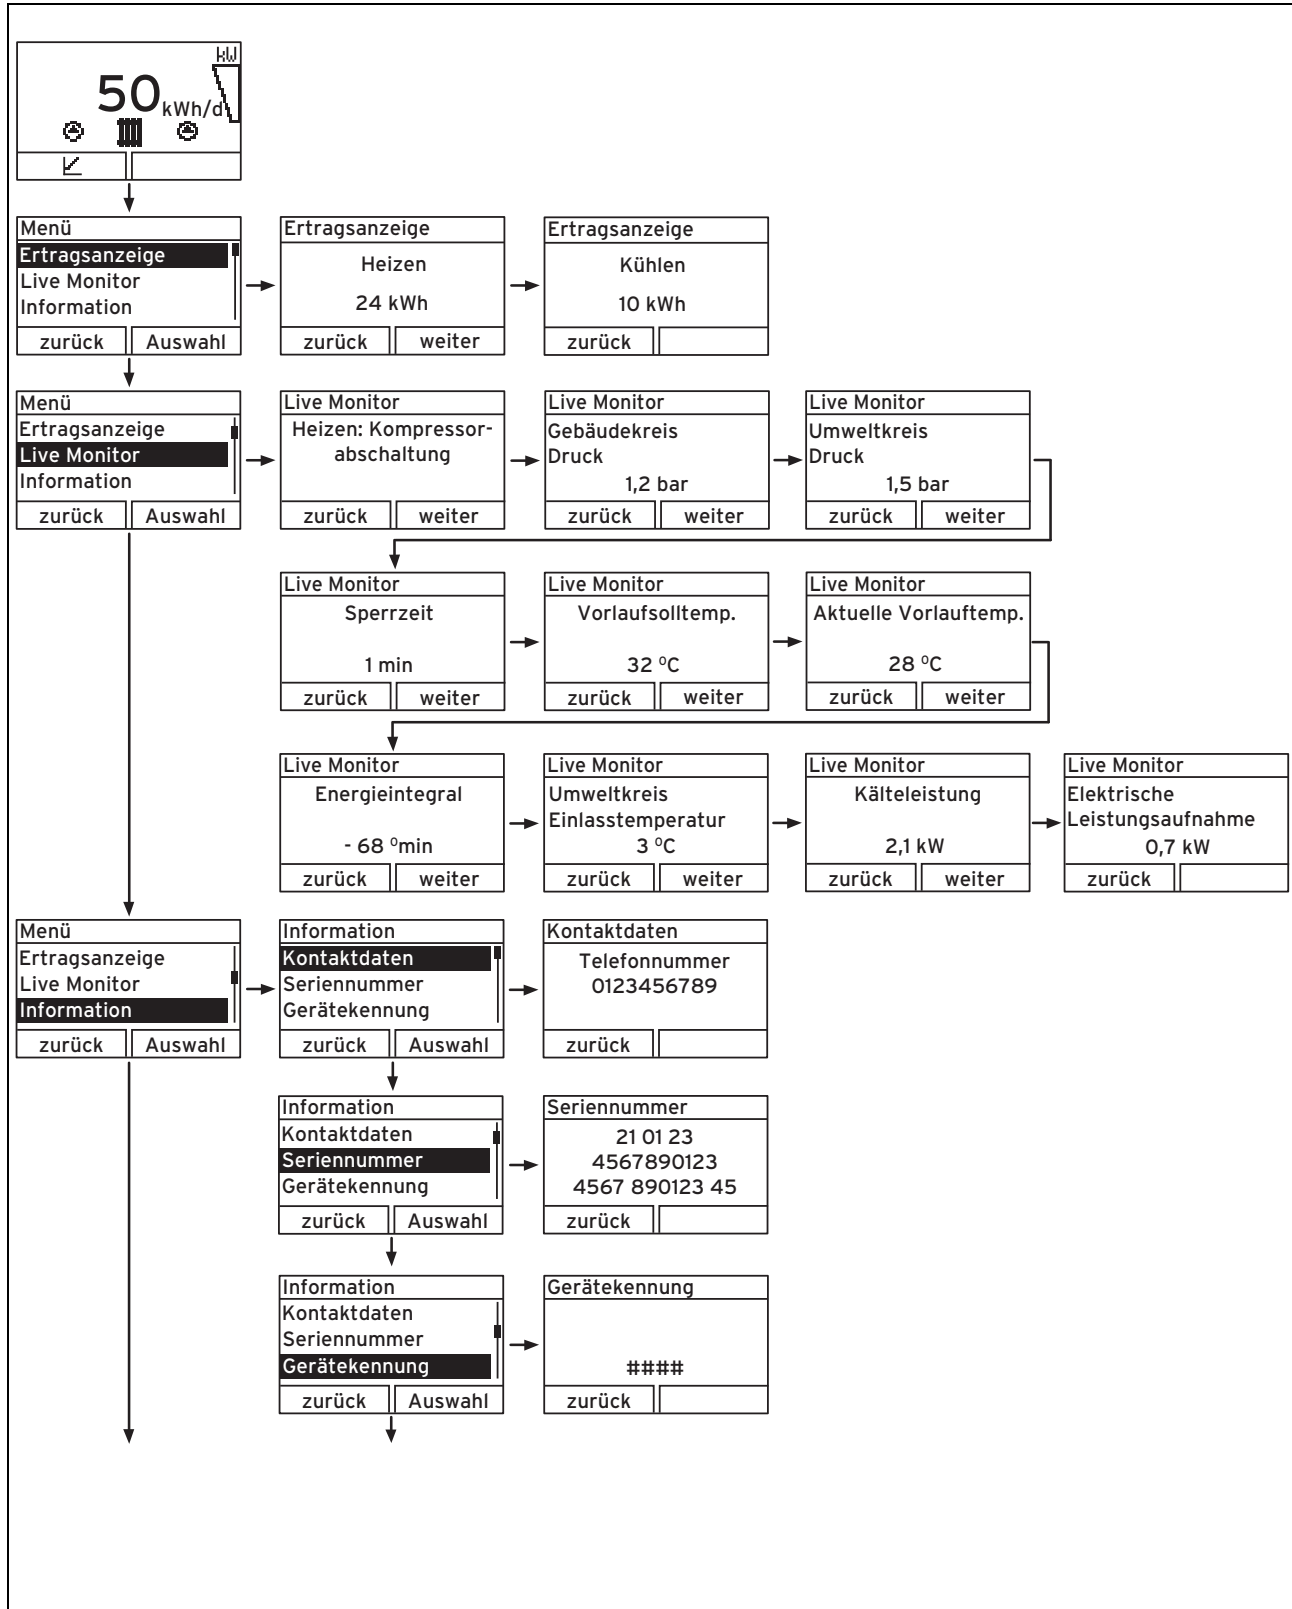 kW
50 kWh/d
Menü
Ertragsanzeige
Live Monitor
Information
zurück Auswahl
Ertragsanzeige
Heizen
24 kWh
zurück weiter
Ertragsanzeige
Kühlen
10 kWh
zurück
Menü
Ertragsanzeige
Live Monitor
Information
zurück Auswahl
Live Monitor
Heizen: Kompressor-
abschaltung
zurück weiter
Live Monitor
Gebäudekreis
Druck
1,2 bar
zurück weiter
Live Monitor
Umweltkreis
Druck
1,5 bar
zurück weiter
Live Monitor
Sperrzeit
1 min
zurück weiter
Live Monitor
Vorlaufsolltemp.
32 °C
zurück weiter
Live Monitor
Aktuelle Vorlauftemp.
28 °C
zurück weiter
Live Monitor
Energieintegral
- 68 °min
zurück weiter
Live Monitor
Umweltkreis
Einlasstemperatur
3 °C
zurück weiter
Live Monitor
Kälteleistung
2,1 kW
zurück weiter
Live Monitor
Elektrische
Leistungsaufnahme
0,7 kW
zurück
Menü
Ertragsanzeige
Live Monitor
Information
zurück Auswahl
Information
Kontaktdaten
Seriennummer
Gerätekennung
zurück Auswahl
Kontaktdaten
Telefonnummer
0123456789
zurück
Information
Kontaktdaten
Seriennummer
Gerätekennung
zurück Auswahl
Seriennummer
21 01 23
4567890123
4567 890123 45
zurück
Information
Kontaktdaten
Seriennummer
Gerätekennung
zurück Auswahl
Gerätekennung
####
zurück